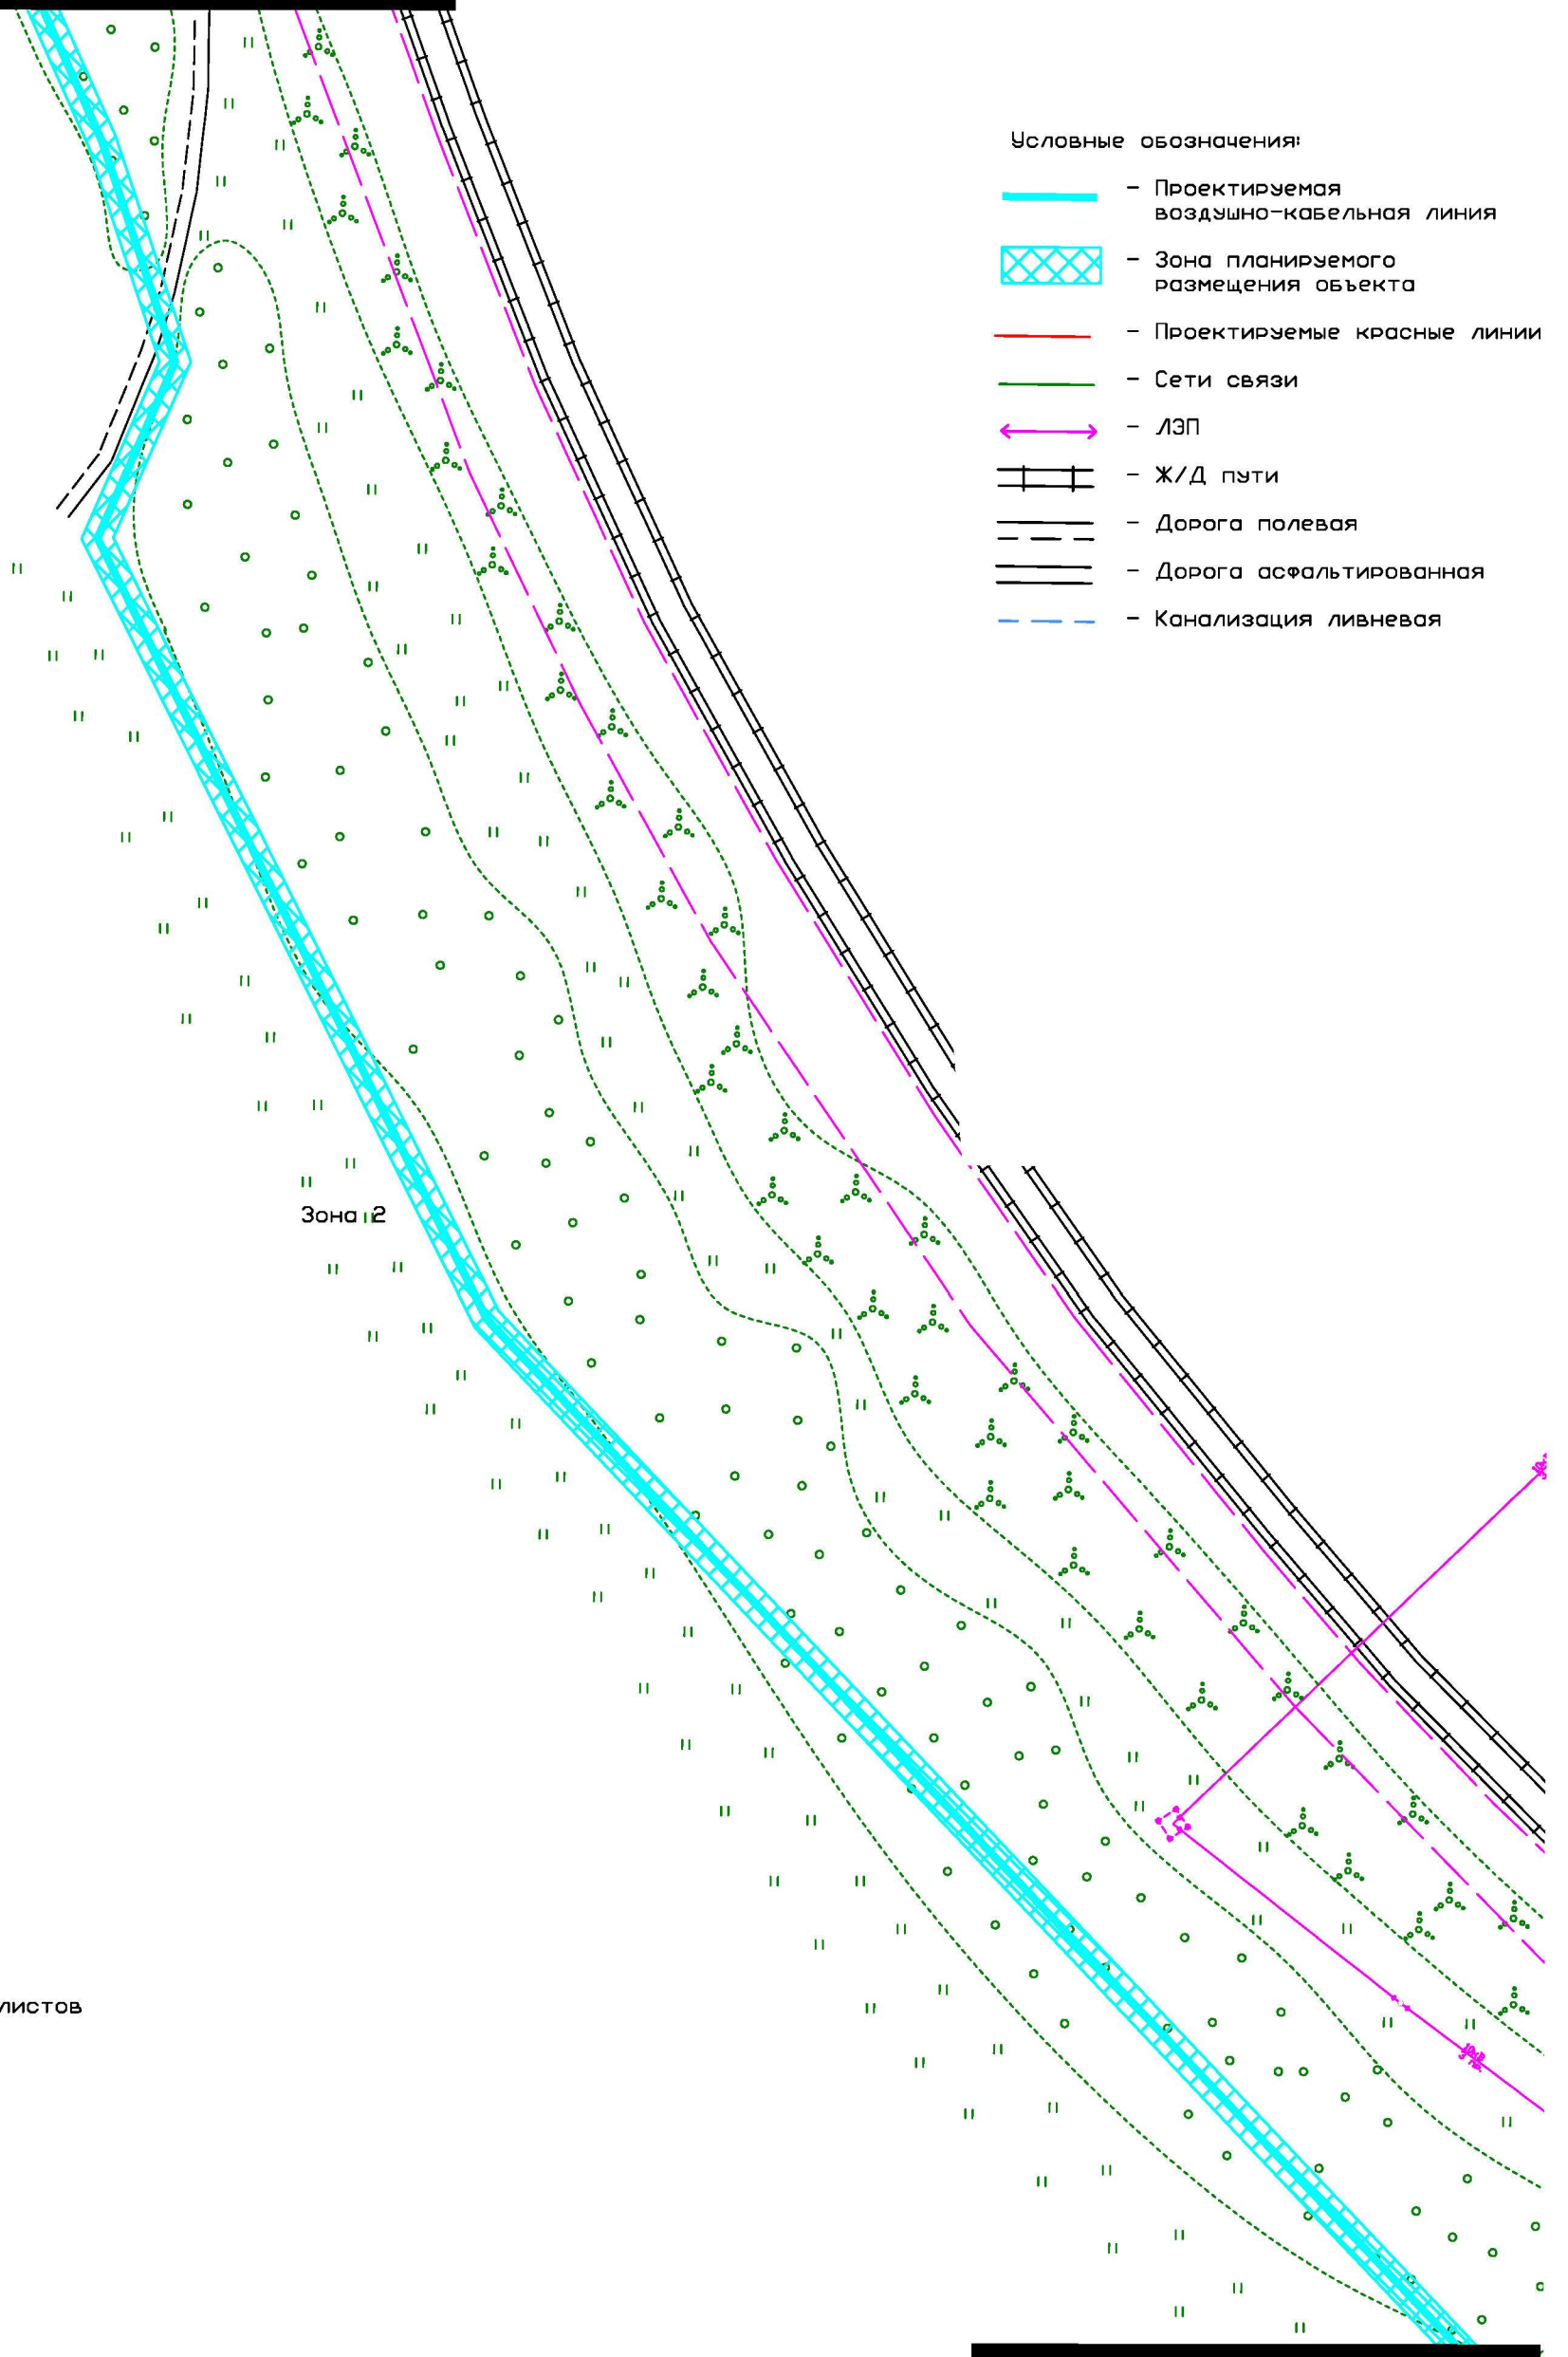 Условные обозначения:
- Проектируемая
воздушно-кабельная линия
- Зона планируемого
размещения объекта
- Проектируемые красные линии
- Сети связи
- ЛЭП
- Ж/Д пути
- Дорога полевая
- Дорога асфальтированная
- Канализация ливневая
Зона 2
листов